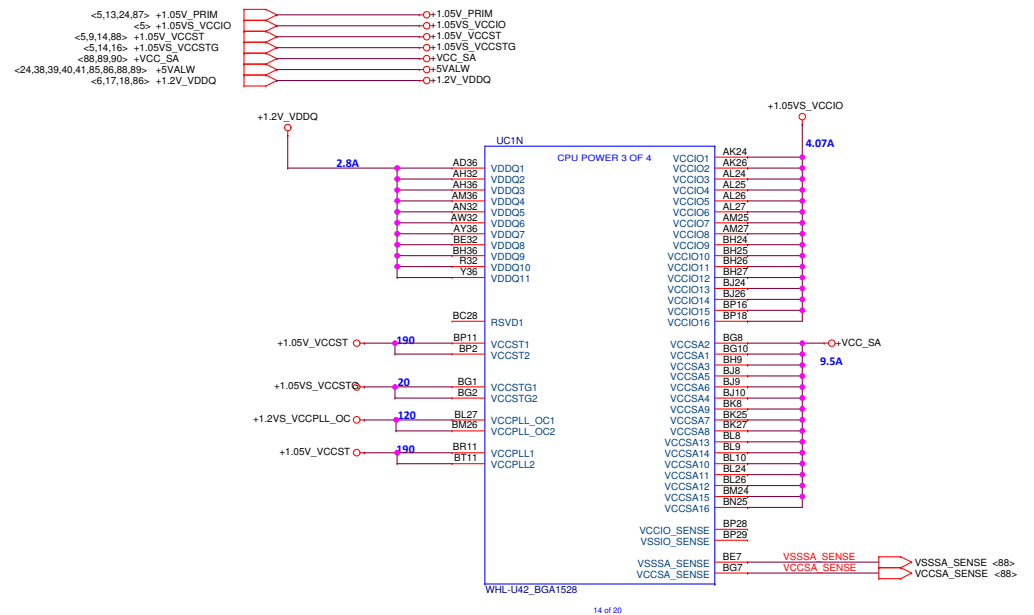 <5,13,24,87> +1.05V_PRIM +1.05V_PRIM
<5> +1.05VS_VCCIO +1.05VS_VCCIO
<5,9,14,88> +1.05V_VCCST +1.05V_VCCST
<5,14,16> +1.05VS_VCCSTG +1.05VS_VCCSTG
<88,89,90> +VCC_SA +VCC_SA
<24,38,39,40,41,85,86,88,89> +5VALW +5VALW
<6,17,18,86> +1.2V_VDDQ +1.2V_VDDQ
+1.05VS_VCCIO
+1.2V_VDDQ
UC1N
4.07A
CPU POWER 3 OF 4
2.8A
AD36 VDDQ1
AH32 VDDQ2
AH36 VDDQ3
AM36 VDDQ4
AN32 VDDQ5
AW32 VDDQ6
AY36 VDDQ7
BE32 VDDQ8
BH36 VDDQ9
R32 VDDQ10
Y36 VDDQ11
BC28 RSVD1
+1.05V_VCCST 190 BP11 VCCST1
BP2 VCCST2
+1.05VS_VCCSTG 20 BG1 VCCSTG1
BG2 VCCSTG2
+1.2VS_VCCPLL_OC 120 BL27 VCCPLL_OC1
BM26 VCCPLL_OC2
+1.05V_VCCST 190 BR11 VCCPLL1
BT11 VCCPLL2
VCCIO1 AK24
VCCIO2 AK26
VCCIO3 AL24
VCCIO4 AL25
VCCIO5 AL26
VCCIO6 AL27
VCCIO7 AM25
VCCIO8 AM27
VCCIO9 BH24
VCCIO10 BH25
VCCIO11 BH26
VCCIO12 BH27
VCCIO13 BJ24
VCCIO14 BJ26
VCCIO15 BP16
VCCIO16 BP18
VCCSA2 BG8 +VCC_SA
VCCSA1 BG10
9.5A
VCCSA3 BH9
VCCSA5 BJ8
VCCSA6 BJ9
VCCSA4 BJ10
VCCSA9 BK8
VCCSA7 BK25
VCCSA8 BK27
VCCSA13 BL8
VCCSA14 BL9
VCCSA10 BL10
VCCSA11 BL24
VCCSA12 BL26
VCCSA15 BM24
VCCSA16 BN25
VCCIO_SENSE BP28
VSSIO_SENSE BP29
VSSSA_SENSE BE7 VSSSA_SENSE VSSSA_SENSE <88>
VCCSA_SENSE BG7 VCCSA_SENSE VCCSA_SENSE <88>
WHL-U42_BGA1528
14 of 20